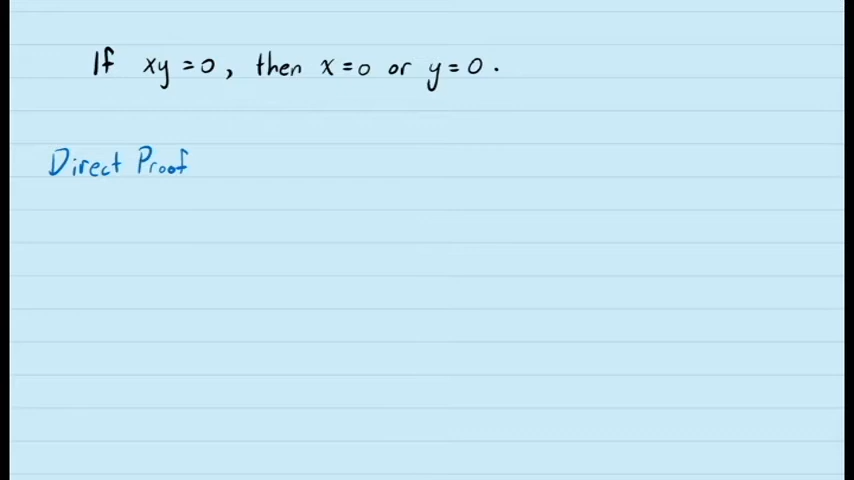 If xy = 0, then x = 0 or y = 0.
Direct Proof